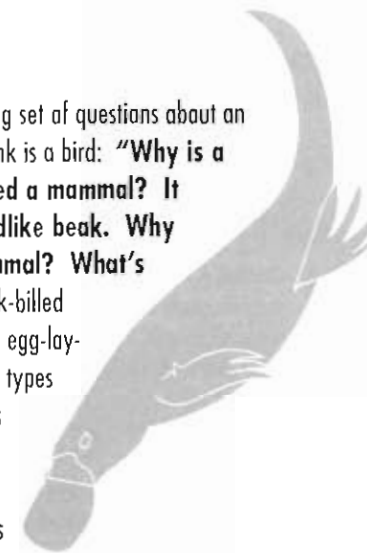 g set of questions about an
nk is a bird: "Why is a
ed a mammal? It
dlike beak. Why
mal? What's
k-billed
egg-lay-
types
s
s